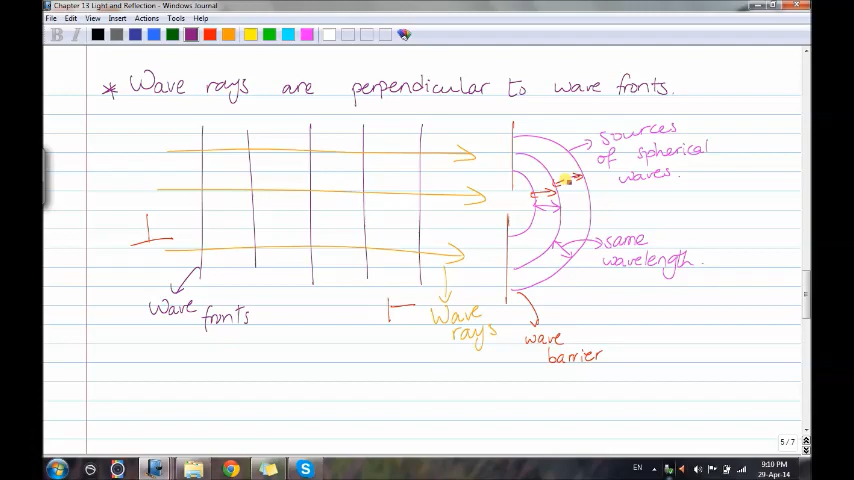 Chapter 13 Light and Reflection - Windows Journal
File Edit View Insert Actions Tools Help
B I
* Wave rays are perpendicular to wave fronts.
sources
of spherical
waves.
same
wavelength.
Wave fronts
Wave
rays
wave
barrier
5/7
EN
9:10 PM
29-Apr-14